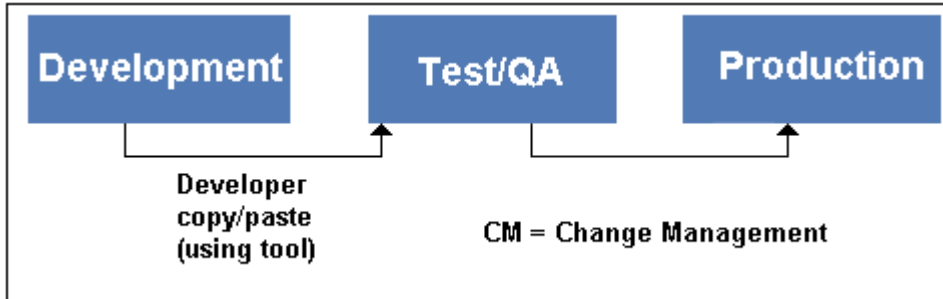 Development
Test/QA
Production
Developer
copy/paste
(using tool)
CM = Change Management